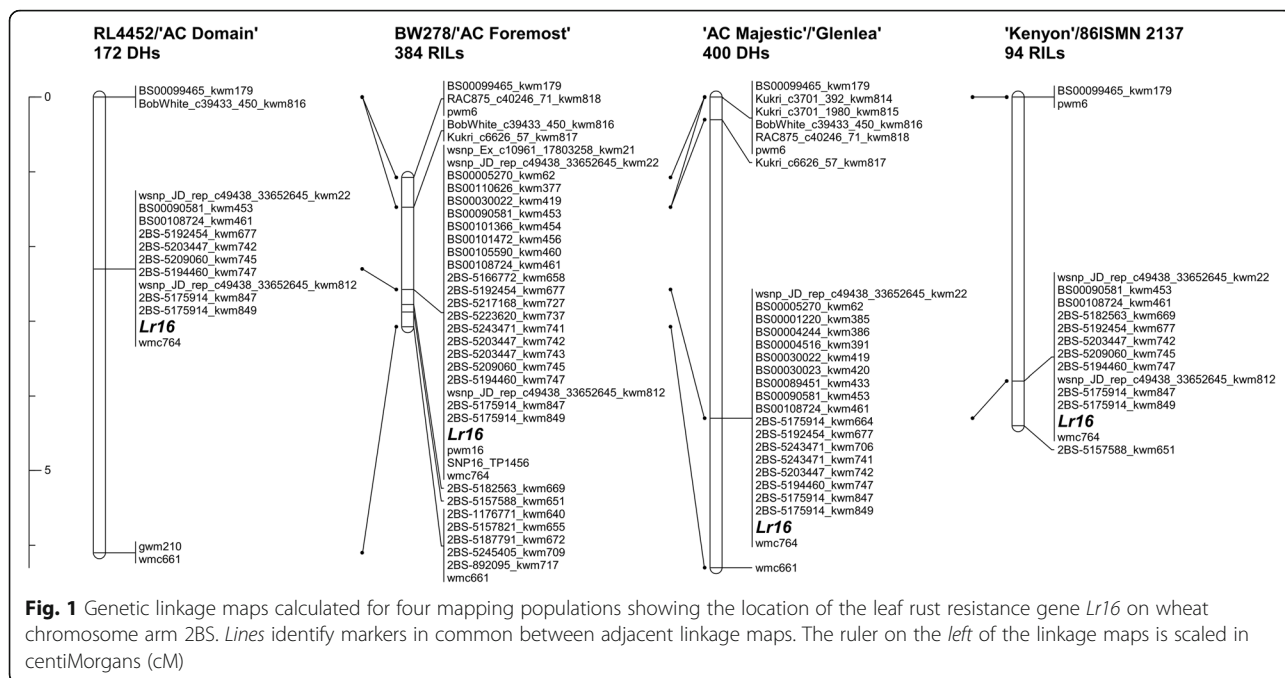 RL4452/'AC Domain'
172 DHs
0
5
BS00099465_kwm179
BobWhite_c39433_450_kwm816
wsnp_JD_rep_c49438_33652645_kwm22
BS00090581_kwm453
BS00108724_kwm461
2BS-5192454_kwm677
2BS-5203447_kwm742
2BS-5209060_kwm745
2BS-5194460_kwm747
wsnp_JD_rep_c49438_33652645_kwm812
2BS-5175914_kwm847
2BS-5175914_kwm849
Lr16
wmc764
gwm210
wmc661
BW278/'AC Foremost'
384 RILs
BS00099465_kwm179
RAC875_c40246_71_kwm818
pwm6
BobWhite_c39433_450_kwm816
Kukri_c6626_57_kwm817
wsnp_Ex_c10961_17803258_kwm21
wsnp_JD_rep_c49438_33652645_kwm22
BS00005270_kwm62
BS00110626_kwm377
BS00030022_kwm419
BS00090581_kwm453
BS00101366_kwm454
BS00101472_kwm456
BS00105590_kwm460
BS00108724_kwm461
2BS-5166772_kwm658
2BS-5192454_kwm677
2BS-5217168_kwm727
2BS-5223620_kwm737
2BS-5243471_kwm741
2BS-5203447_kwm742
2BS-5203447_kwm743
2BS-5209060_kwm745
2BS-5194460_kwm747
wsnp_JD_rep_c49438_33652645_kwm812
2BS-5175914_kwm847
2BS-5175914_kwm849
Lr16
pwm16
SNP16_TP1456
wmc764
2BS-5182563_kwm669
2BS-5157588_kwm651
2BS-1176771_kwm640
2BS-5157821_kwm655
2BS-5187791_kwm672
2BS-5245405_kwm709
2BS-892095_kwm717
wmc661
'AC Majestic'/'Glenlea'
400 DHs
BS00099465_kwm179
Kukri_c3701_392_kwm814
Kukri_c3701_1980_kwm815
BobWhite_c39433_450_kwm816
RAC875_c40246_71_kwm818
pwm6
Kukri_c6626_57_kwm817
wsnp_JD_rep_c49438_33652645_kwm22
BS00005270_kwm62
BS00001220_kwm385
BS00004244_kwm386
BS00004516_kwm391
BS00030022_kwm419
BS00030023_kwm420
BS00089451_kwm433
BS00090581_kwm453
BS00108724_kwm461
2BS-5175914_kwm664
2BS-5192454_kwm677
2BS-5243471_kwm706
2BS-5243471_kwm741
2BS-5203447_kwm742
2BS-5194460_kwm747
2BS-5175914_kwm847
2BS-5175914_kwm849
Lr16
wmc764
wmc661
'Kenyon'/86ISMN 2137
94 RILs
BS00099465_kwm179
pwm6
wsnp_JD_rep_c49438_33652645_kwm22
BS00090581_kwm453
BS00108724_kwm461
2BS-5182563_kwm669
2BS-5192454_kwm677
2BS-5203447_kwm742
2BS-5209060_kwm745
2BS-5194460_kwm747
wsnp_JD_rep_c49438_33652645_kwm812
2BS-5175914_kwm847
2BS-5175914_kwm849
Lr16
wmc764
2BS-5157588_kwm651
Fig. 1 Genetic linkage maps calculated for four mapping populations showing the location of the leaf rust resistance gene Lr16 on wheat
chromosome arm 2BS. Lines identify markers in common between adjacent linkage maps. The ruler on the left of the linkage maps is scaled in
centiMorgans (cM)